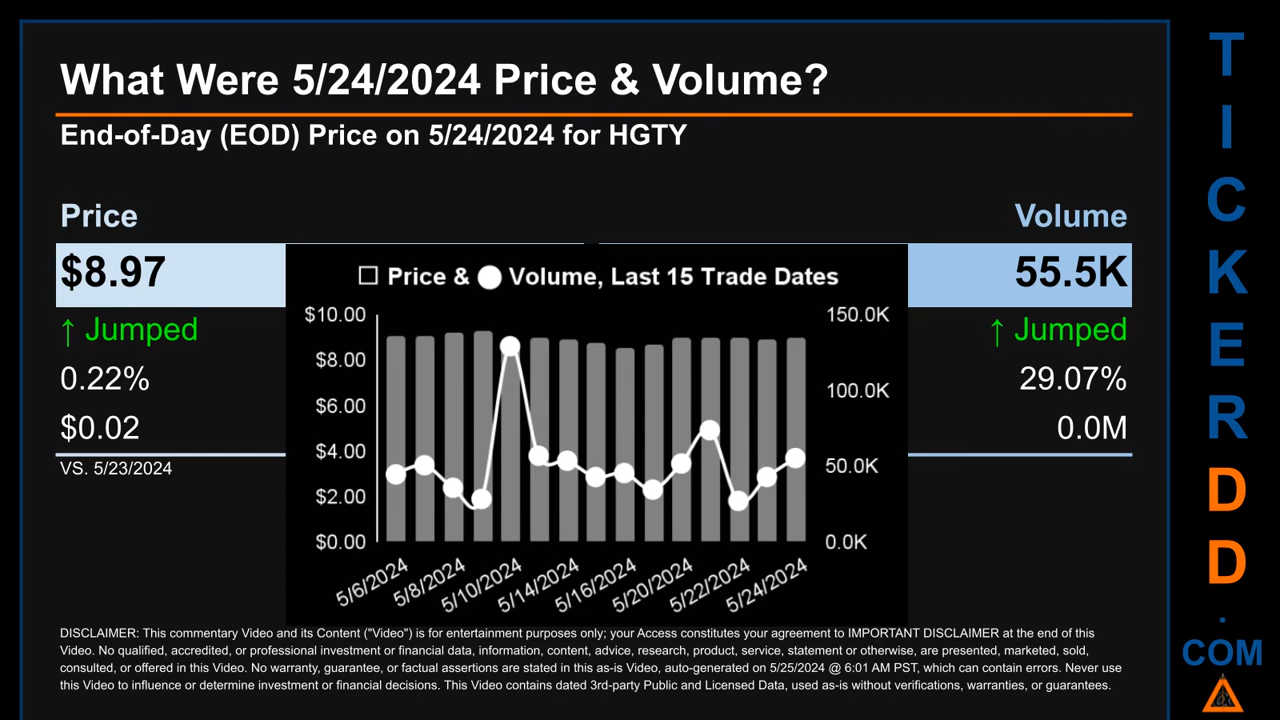 What Were 5/24/2024 Price & Volume?
End-of-Day (EOD) Price on 5/24/2024 for HGTY
Price
Volume
$8.97
55.5K
↑ Jumped
↑ Jumped
0.22%
29.07%
$0.02
0.0M
VS. 5/23/2024
Price & Volume, Last 15 Trade Dates
$10.00
$8.00
$6.00
$4.00
$2.00
$0.00
150.0K
100.0K
50.0K
0.0K
5/6/2024
5/8/2024
5/10/2024
5/14/2024
5/16/2024
5/20/2024
5/22/2024
5/24/2024
DISCLAIMER: This commentary Video and its Content ("Video") is for entertainment purposes only; your Access constitutes your agreement to IMPORTANT DISCLAIMER at the end of this
Video. No qualified, accredited, or professional investment or financial data, information, content, advice, research, product, service, statement or otherwise, are presented, marketed, sold,
consulted, or offered in this Video. No warranty, guarantee, or factual assertions are stated in this as-is Video, auto-generated on 5/25/2024 @ 6:01 AM PST, which can contain errors. Never use
this Video to influence or determine investment or financial decisions. This Video contains dated 3rd-party Public and Licensed Data, used as-is without verifications, warranties, or guarantees.
T
I
C
K
E
R
D
D
.
COM